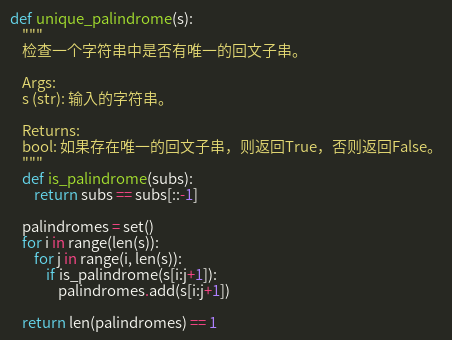 def unique_palindrome(s):
    """
    检查一个字符串中是否有唯一的回文子串。

    Args:
    s (str): 输入的字符串。

    Returns:
    bool: 如果存在唯一的回文子串，则返回True，否则返回False。
    """
    def is_palindrome(subs):
        return subs == subs[::-1]

    palindromes = set()
    for i in range(len(s)):
        for j in range(i, len(s)):
            if is_palindrome(s[i:j+1]):
                palindromes.add(s[i:j+1])

    return len(palindromes) == 1